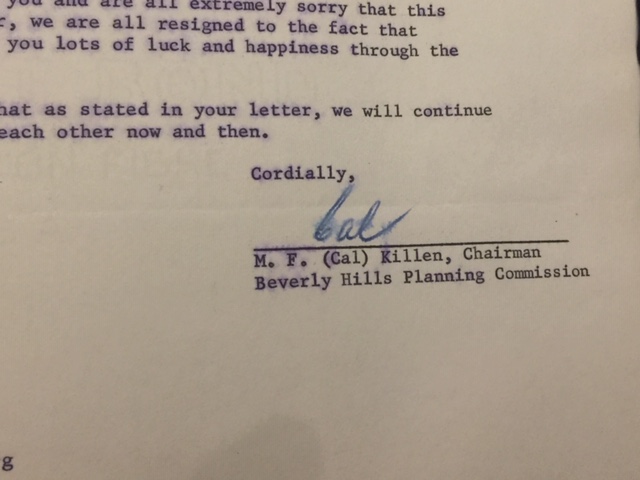 you and are all extremely sorry that this
r, we are all resigned to the fact that
you lots of luck and happiness through the
hat as stated in your letter, we will continue
each other now and then.
Cordially,
Cal
M. F. (Cal) Killen, Chairman
Beverly Hills Planning Commission
g